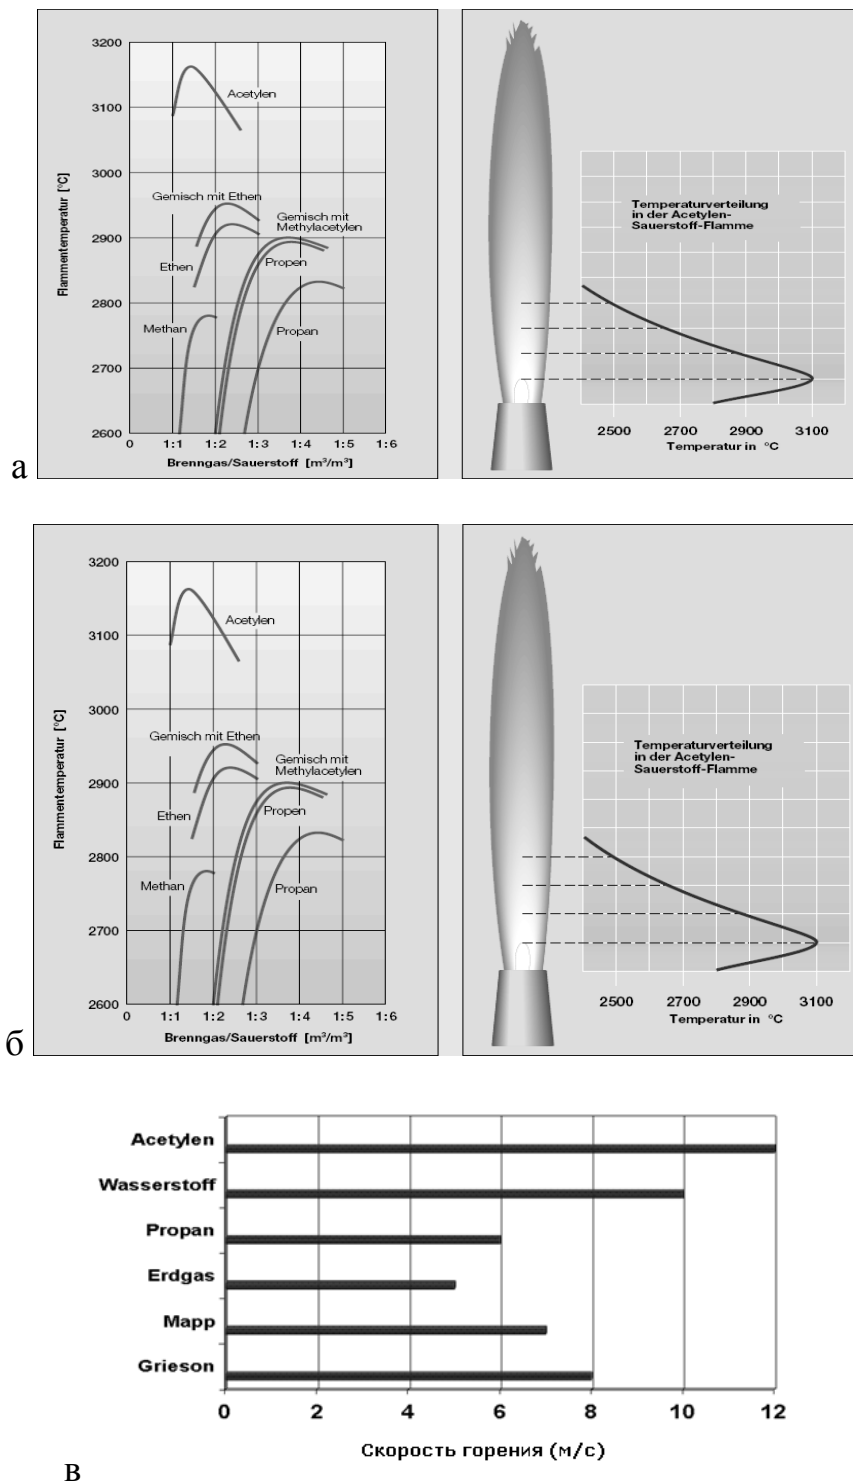 3200
3100
3000
2900
2800
2700
2600
Flammentemperatur [°C]
Acetylen
Gemisch mit Ethen
Gemisch mit
Methylacetylen
Ethen
Propen
Methan
Propan
0 1:1 1:2 1:3 1:4 1:5 1:6
Brenngas/Sauerstoff [m³/m³]
Temperaturverteilung
in der Acetylen-
Sauerstoff-Flamme
2500 2700 2900 3100
Temperatur in °C
а
3200
3100
3000
2900
2800
2700
2600
Flammentemperatur [°C]
Acetylen
Gemisch mit Ethen
Gemisch mit
Methylacetylen
Ethen
Propen
Methan
Propan
0 1:1 1:2 1:3 1:4 1:5 1:6
Brenngas/Sauerstoff [m³/m³]
Temperaturverteilung
in der Acetylen-
Sauerstoff-Flamme
2500 2700 2900 3100
Temperatur in °C
б
Acetylen
Wasserstoff
Propan
Erdgas
Mapp
Grieson
0 2 4 6 8 10 12
Скорость горения (м/с)
в